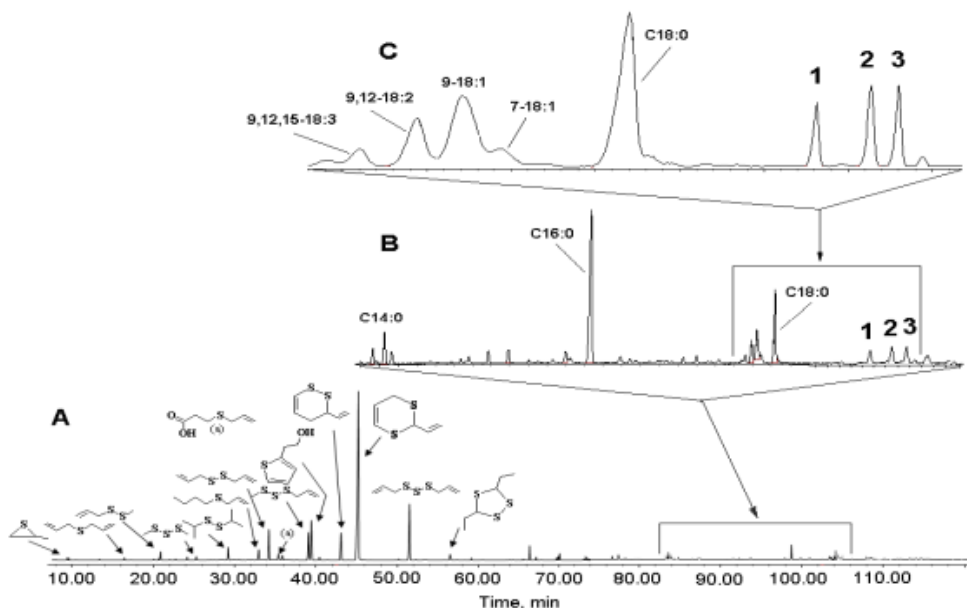 C
C18:0
9-18:1
9,12-18:2
7-18:1
9,12,15-18:3
1 2 3
B
C16:0
C18:0
C14:0
1 2 3
A
O
OH
S
(a)
S
S
OH
S
S
S
S S
S
S S S
S S S
S
S
S
S
S
S S
S
S
S S S
S S
(a)
10.00 20.00 30.00 40.00 50.00 60.00 70.00 80.00 90.00 100.00 110.00
Time, min